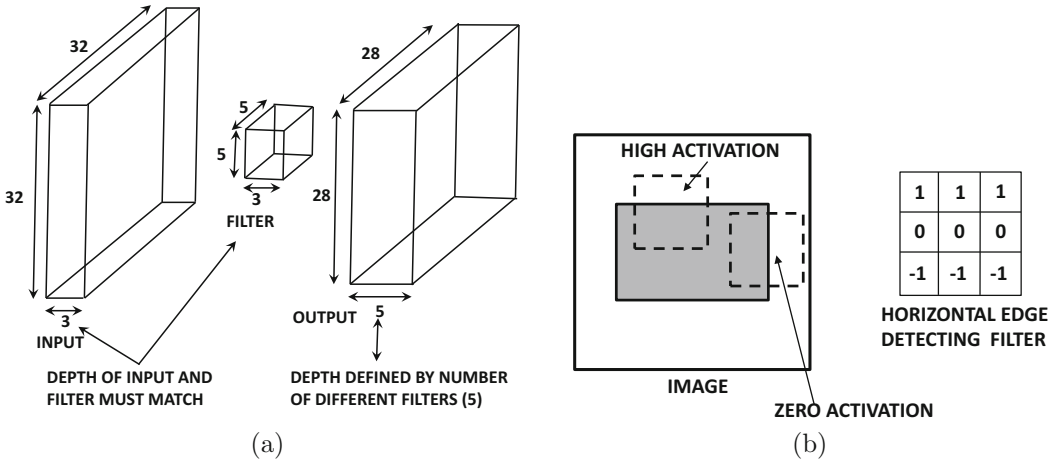 32
32
3
INPUT
5
5
3
FILTER
28
28
OUTPUT
5
DEPTH OF INPUT AND
FILTER MUST MATCH
DEPTH DEFINED BY NUMBER
OF DIFFERENT FILTERS (5)
(a)
HIGH ACTIVATION
IMAGE
ZERO ACTIVATION
1 1 1
0 0 0
-1 -1 -1
HORIZONTAL EDGE
DETECTING FILTER
(b)